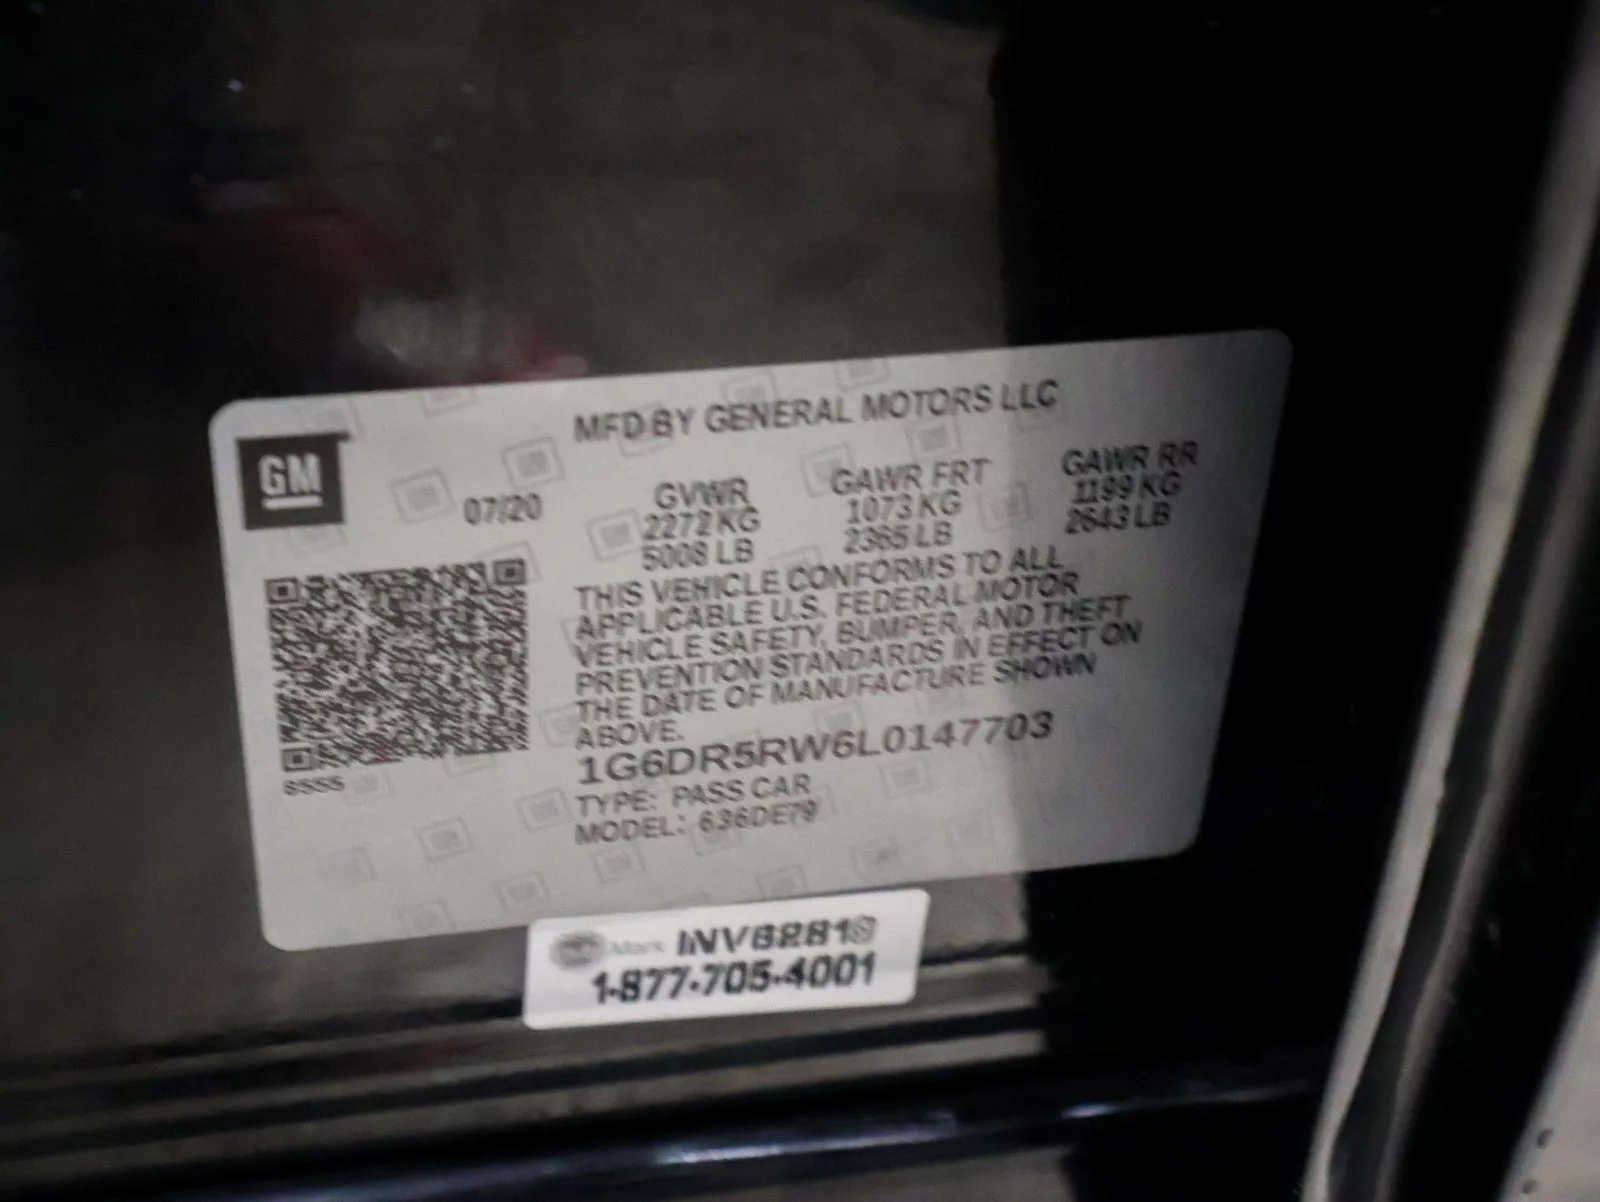 MFD BY GENERAL MOTORS LLC
GM
07/20
GVWR
2272 KG
5008 LB
GAWR FRT
1073 KG
2365 LB
GAWR RR
1199 KG
2643 LB
THIS VEHICLE CONFORMS TO ALL
APPLICABLE U.S. FEDERAL MOTOR
VEHICLE SAFETY, BUMPER, AND THEFT
PREVENTION STANDARDS IN EFFECT ON
THE DATE OF MANUFACTURE SHOWN
ABOVE.
1G6DR5RW6L0147703
8555
TYPE: PASS CAR
MODEL: 636DE79
Mark
1-877-705-4001